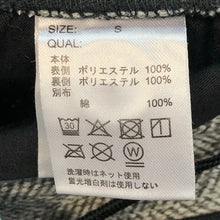 SIZE: S
QUAL:
本体
表側 ポリエステル 100%
裏側 ポリエステル 100%
別布
綿 100%
30
W
洗濯時はネット使用
蛍光増白剤は使用しない